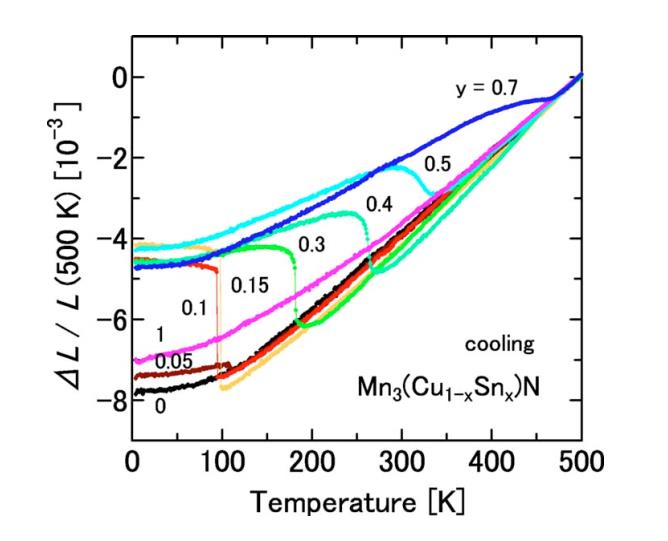 0
y = 0.7
-2
0.5
0.4
-4
0.3
0.15
0.1
-6
1
cooling
0.05
Mn3(Cu1-xSnx)N
-8
0
0 100 200 300 400 500
Temperature [K]
ΔL / L (500 K) [10-3]